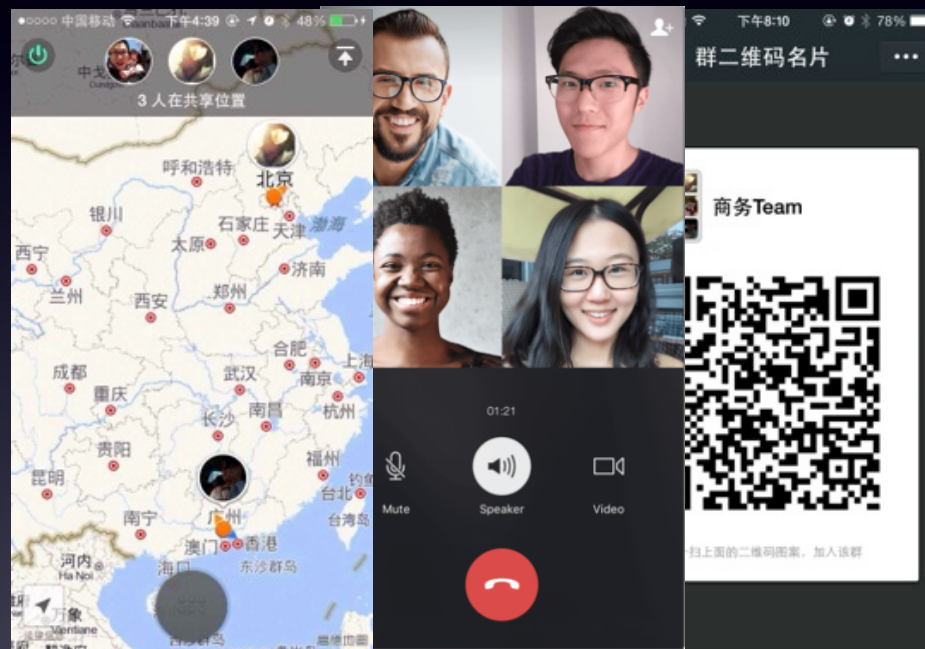 中国移动
下午4:39
48%
3 人在共享位置
呼和浩特
北京
银川
石家庄
天津
渤海
太原
西宁
济南
兰州
西安
郑州
合肥
上海
成都
武汉
南京
重庆
杭州
长沙
南昌
贵阳
福州
昆明
台北
广州
南宁
台湾岛
澳门
香港
河内
Ha Noi
海口
东沙群岛
万象
Vientiane
01:21
Mute
Speaker
Video
下午8:10
78%
群二维码名片
商务Team
扫上面的二维码图案，加入该群